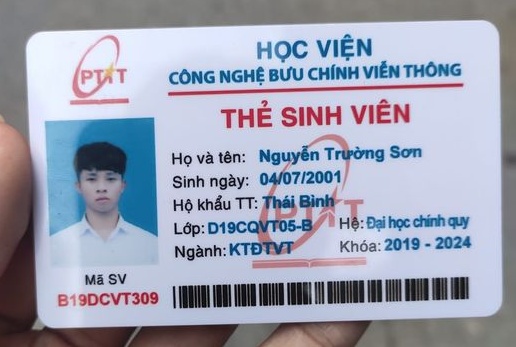 PTIT
HỌC VIỆN
CÔNG NGHỆ BƯU CHÍNH VIỄN THÔNG
THẺ SINH VIÊN
Họ và tên: Nguyễn Trường Sơn
Sinh ngày: 04/07/2001
Hộ khẩu TT: Thái Bình
Lớp: D19CQVT05-B Hệ: Đại học chính quy
Ngành: KTĐTVT Khóa: 2019 - 2024
PTIT
Mã SV
B19DCVT309